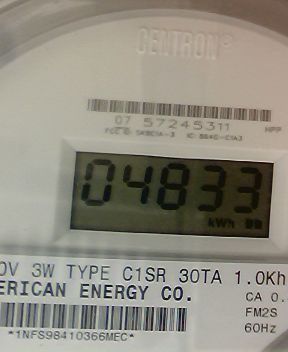 CENTRON®
07 57245311
HPP
04833
kWh
0V 3W TYPE C1SR 30TA 1.0Kh
ERICAN ENERGY CO.
CA 0.
FM2S
60Hz
*1NFS98410366MEC*